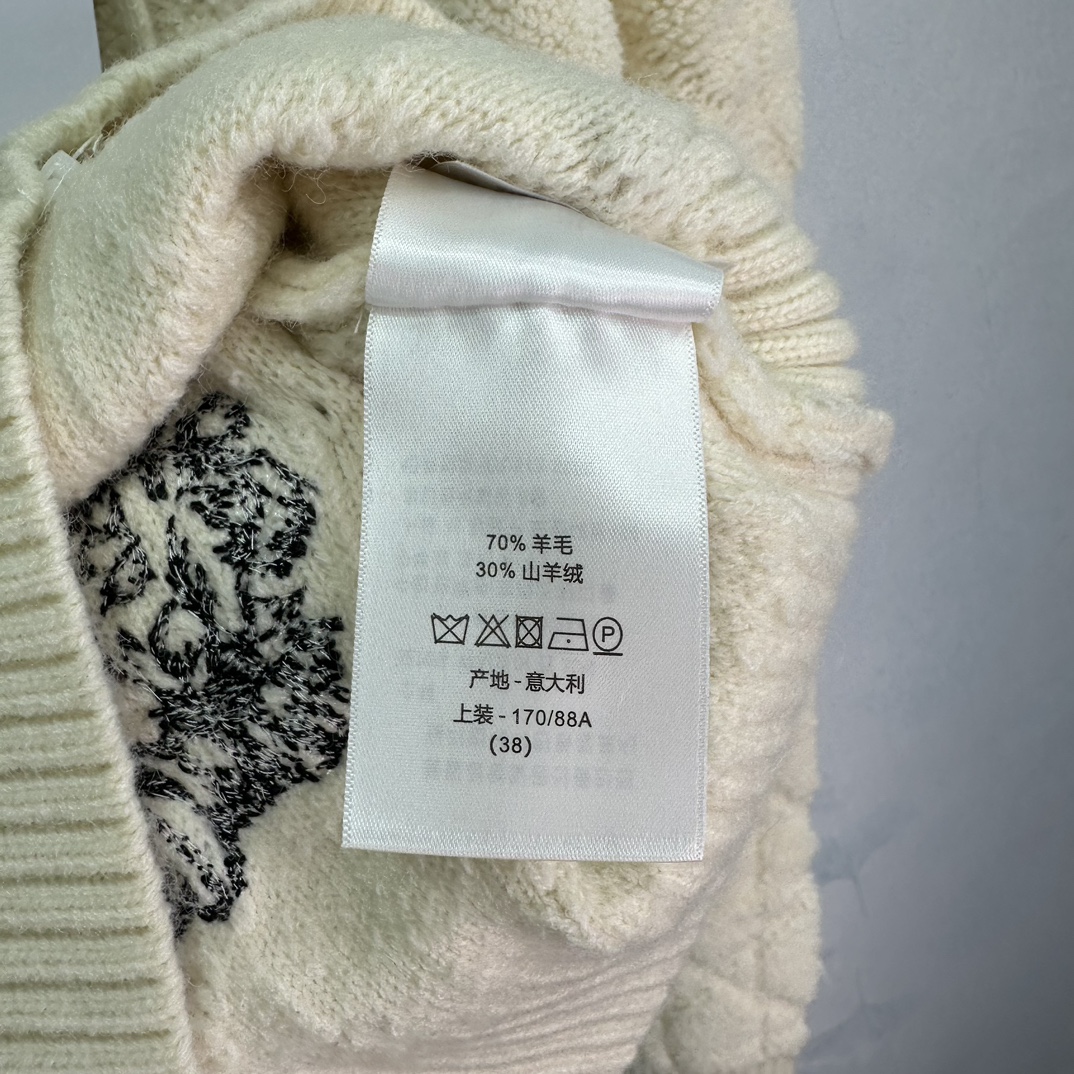 70% 羊毛
30% 山羊绒
P
产地 - 意大利
上装 - 170/88A
(38)